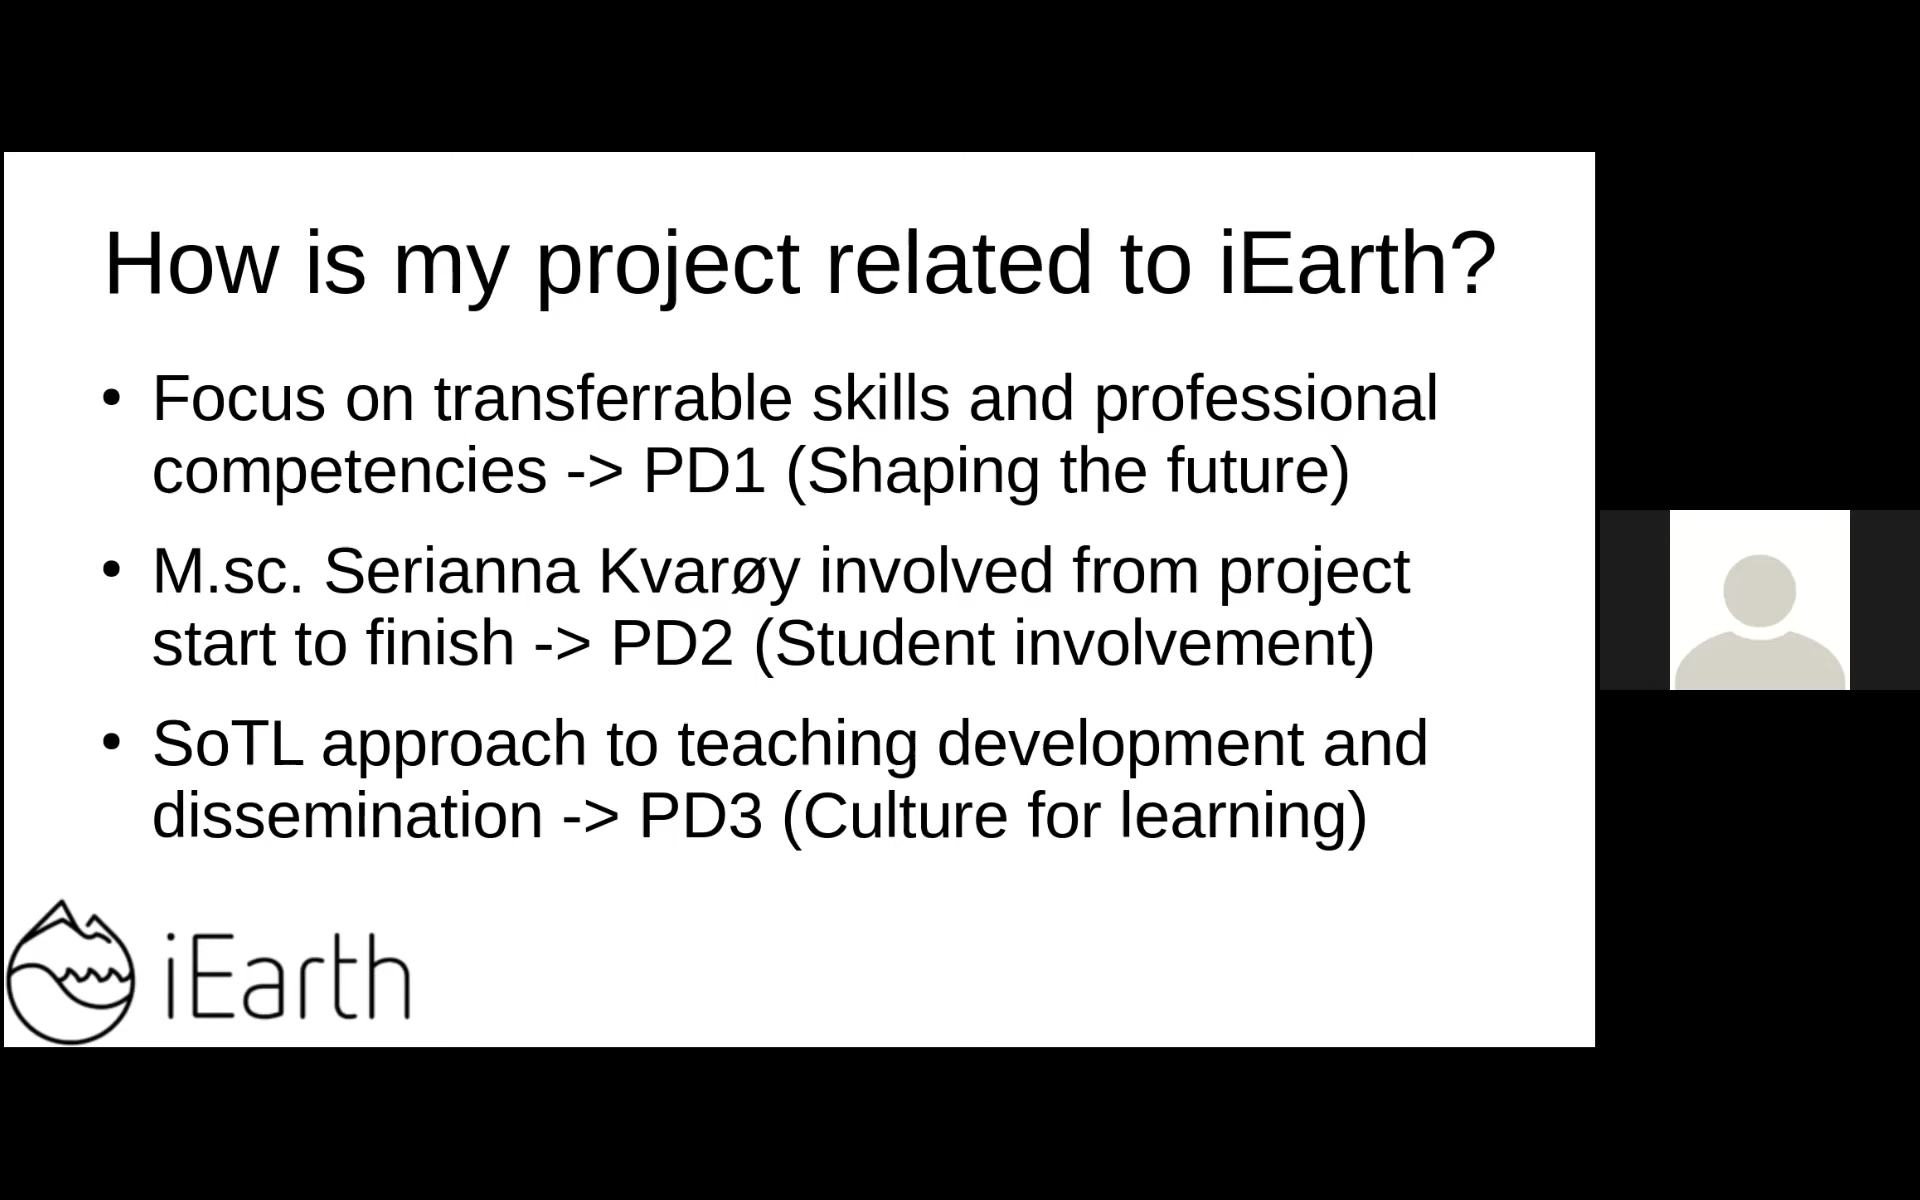 How is my project related to iEarth?
• Focus on transferrable skills and professional
competencies -> PD1 (Shaping the future)
• M.sc. Serianna Kvarøy involved from project
start to finish -> PD2 (Student involvement)
• SoTL approach to teaching development and
dissemination -> PD3 (Culture for learning)
iEarth